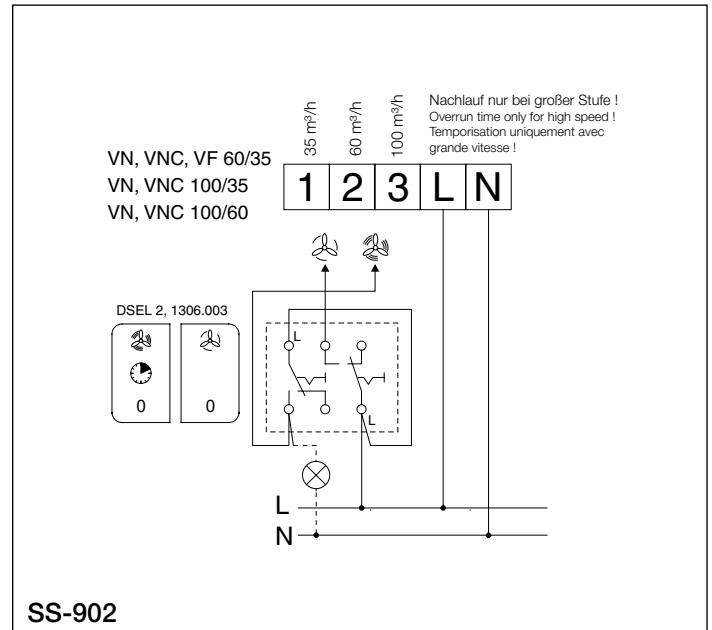 35 m³/h
60 m³/h
100 m³/h
Nachlauf nur bei großer Stufe !
Overrun time only for high speed !
Temporisation uniquement avec
grande vitesse !
VN, VNC, VF 60/35
VN, VNC 100/35
VN, VNC 100/60
1 2 3 L N
DSEL 2, 1306.003
0 0
L
L
L
N
SS-902